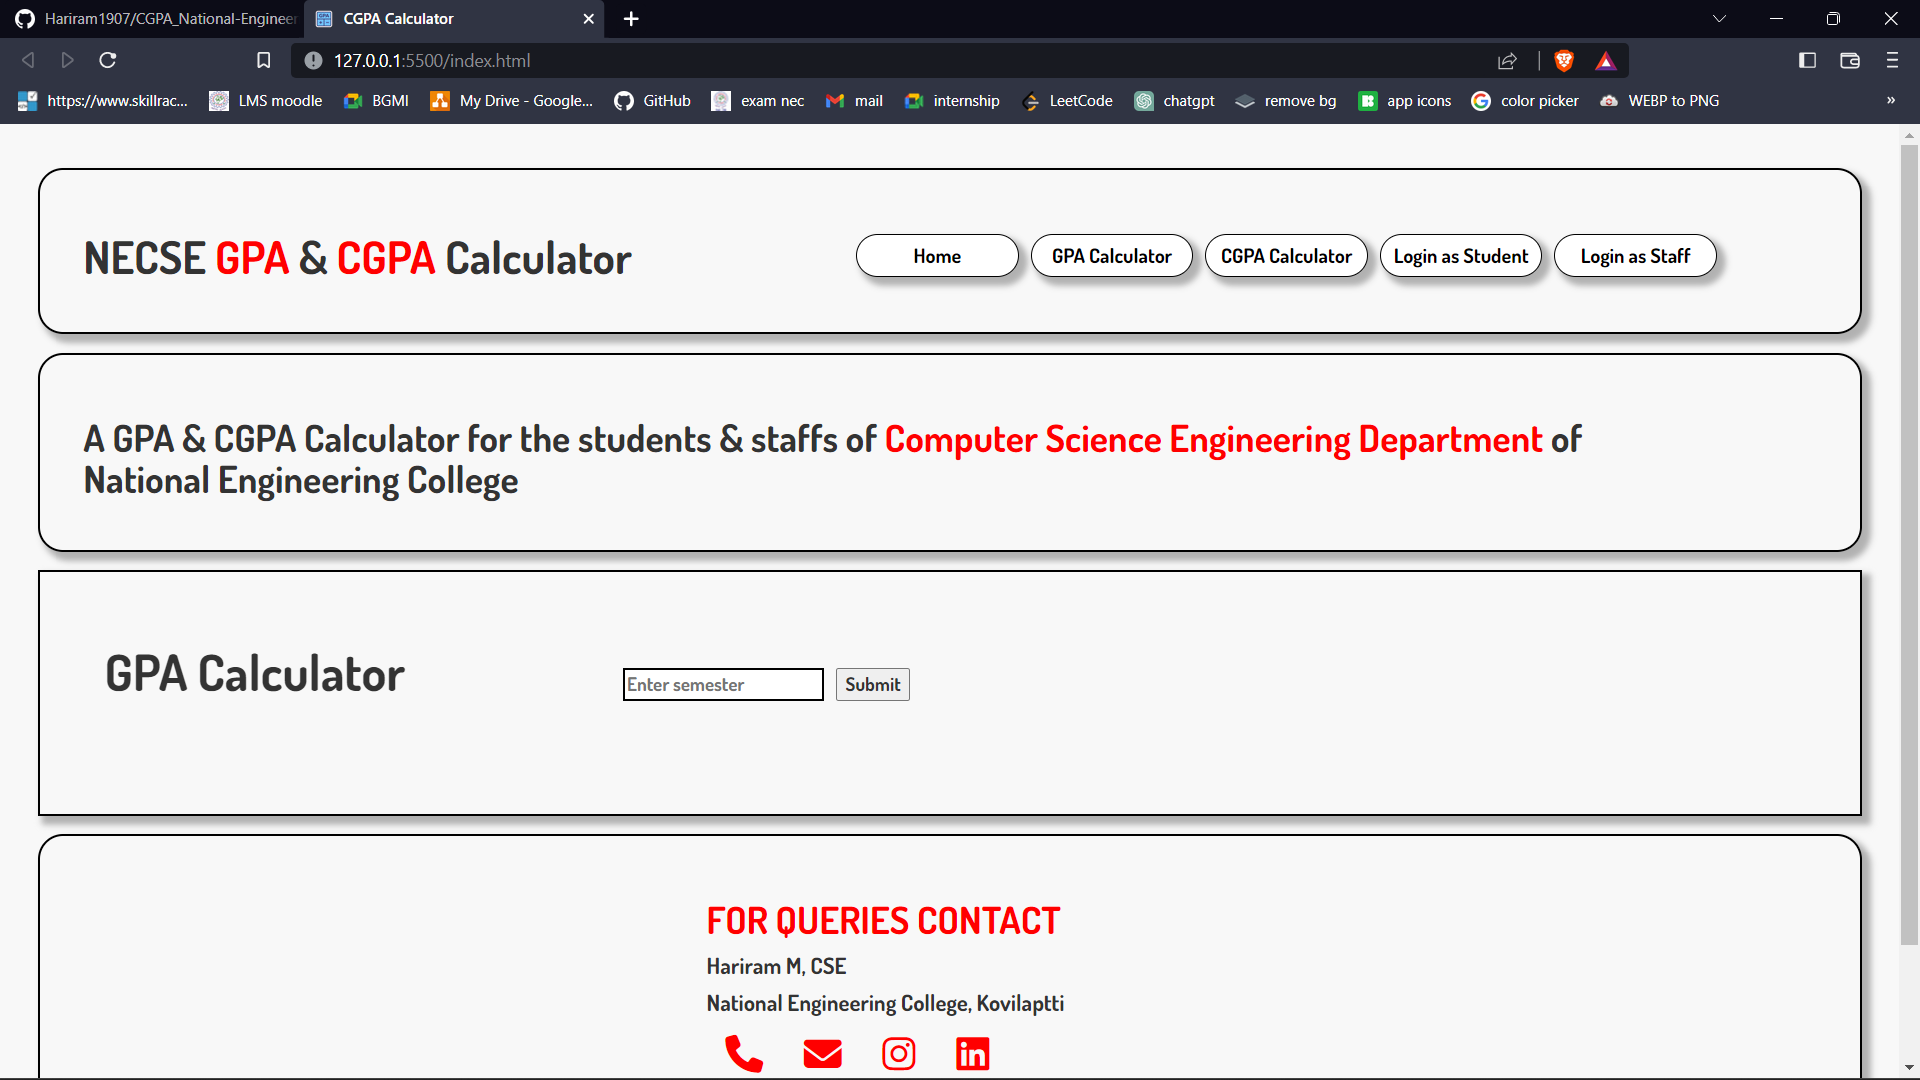 Hariram1907/CGPA_National-Engineer
CGPA Calculator
127.0.0.1:5500/index.html
https://www.skillrac...
LMS moodle
BGMI
My Drive - Google...
GitHub
exam nec
mail
internship
LeetCode
chatgpt
remove bg
app icons
color picker
WEBP to PNG
»
NECSE GPA & CGPA Calculator
Home
GPA Calculator
CGPA Calculator
Login as Student
Login as Staff
A GPA & CGPA Calculator for the students & staffs of Computer Science Engineering Department of
National Engineering College
GPA Calculator
Enter semester
Submit
FOR QUERIES CONTACT
Hariram M, CSE
National Engineering College, Kovilaptti